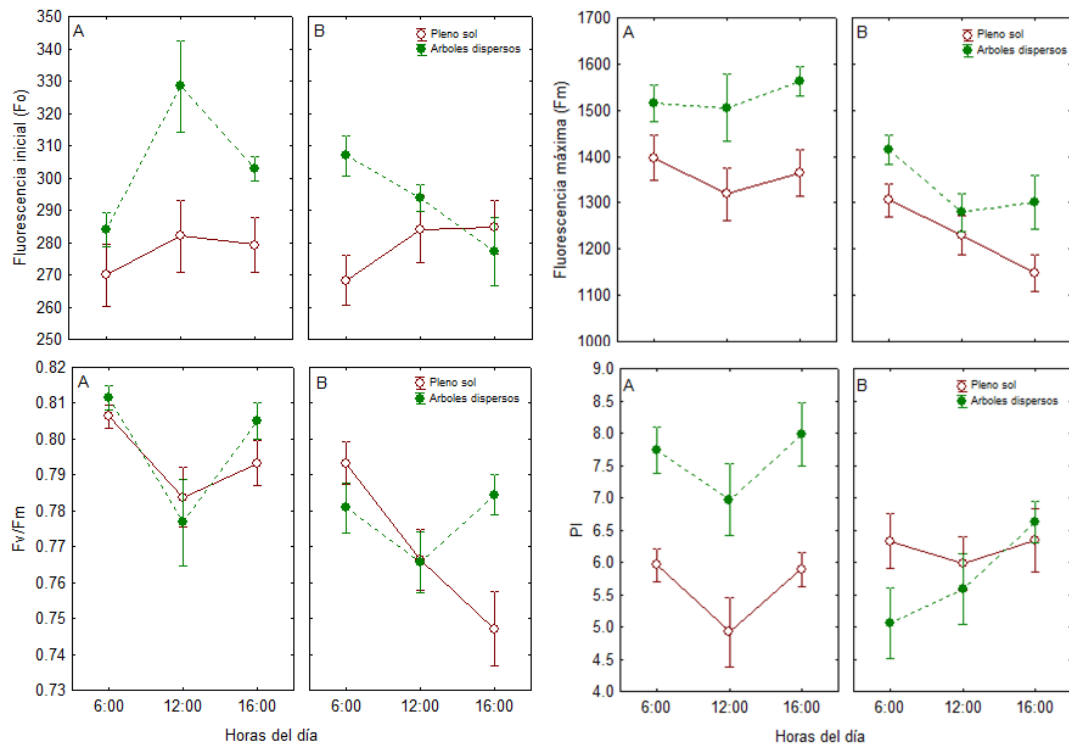 Fluorescencia inicial (Fo)
350
340
330
320
310
300
290
280
270
260
250
A
B
Pleno sol
Arboles dispersos
Fluorescencia máxima (Fm)
1700
1600
1500
1400
1300
1200
1100
1000
A
B
Pleno sol
Arboles dispersos
Fv/Fm
0.82
0.81
0.80
0.79
0.78
0.77
0.76
0.75
0.74
0.73
A
B
Pleno sol
Arboles dispersos
6:00 12:00 16:00 6:00 12:00 16:00
Horas del día
PI
9.0
8.5
8.0
7.5
7.0
6.5
6.0
5.5
5.0
4.5
4.0
A
B
Pleno sol
Arboles dispersos
6:00 12:00 16:00 6:00 12:00 16:00
Horas del día